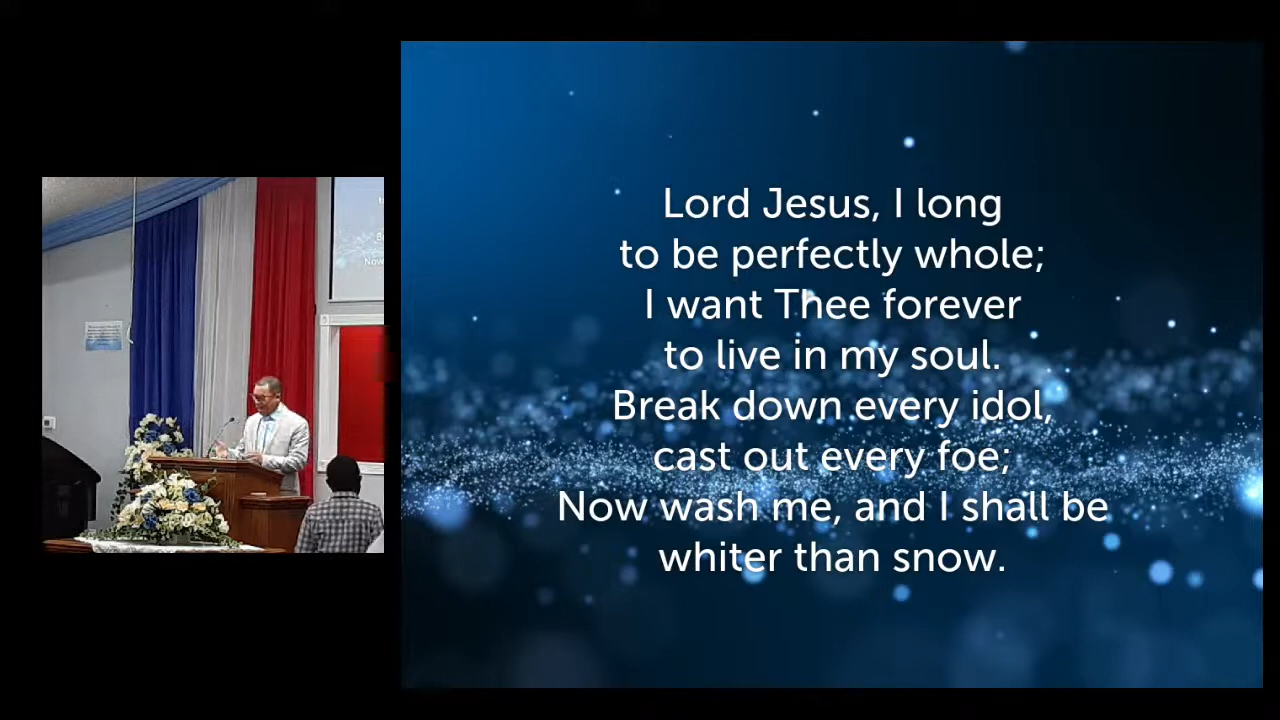 Lord Jesus, I long
to be perfectly whole;
I want Thee forever
to live in my soul.
Break down every idol,
cast out every foe;
Now wash me, and I shall be
whiter than snow.
Now